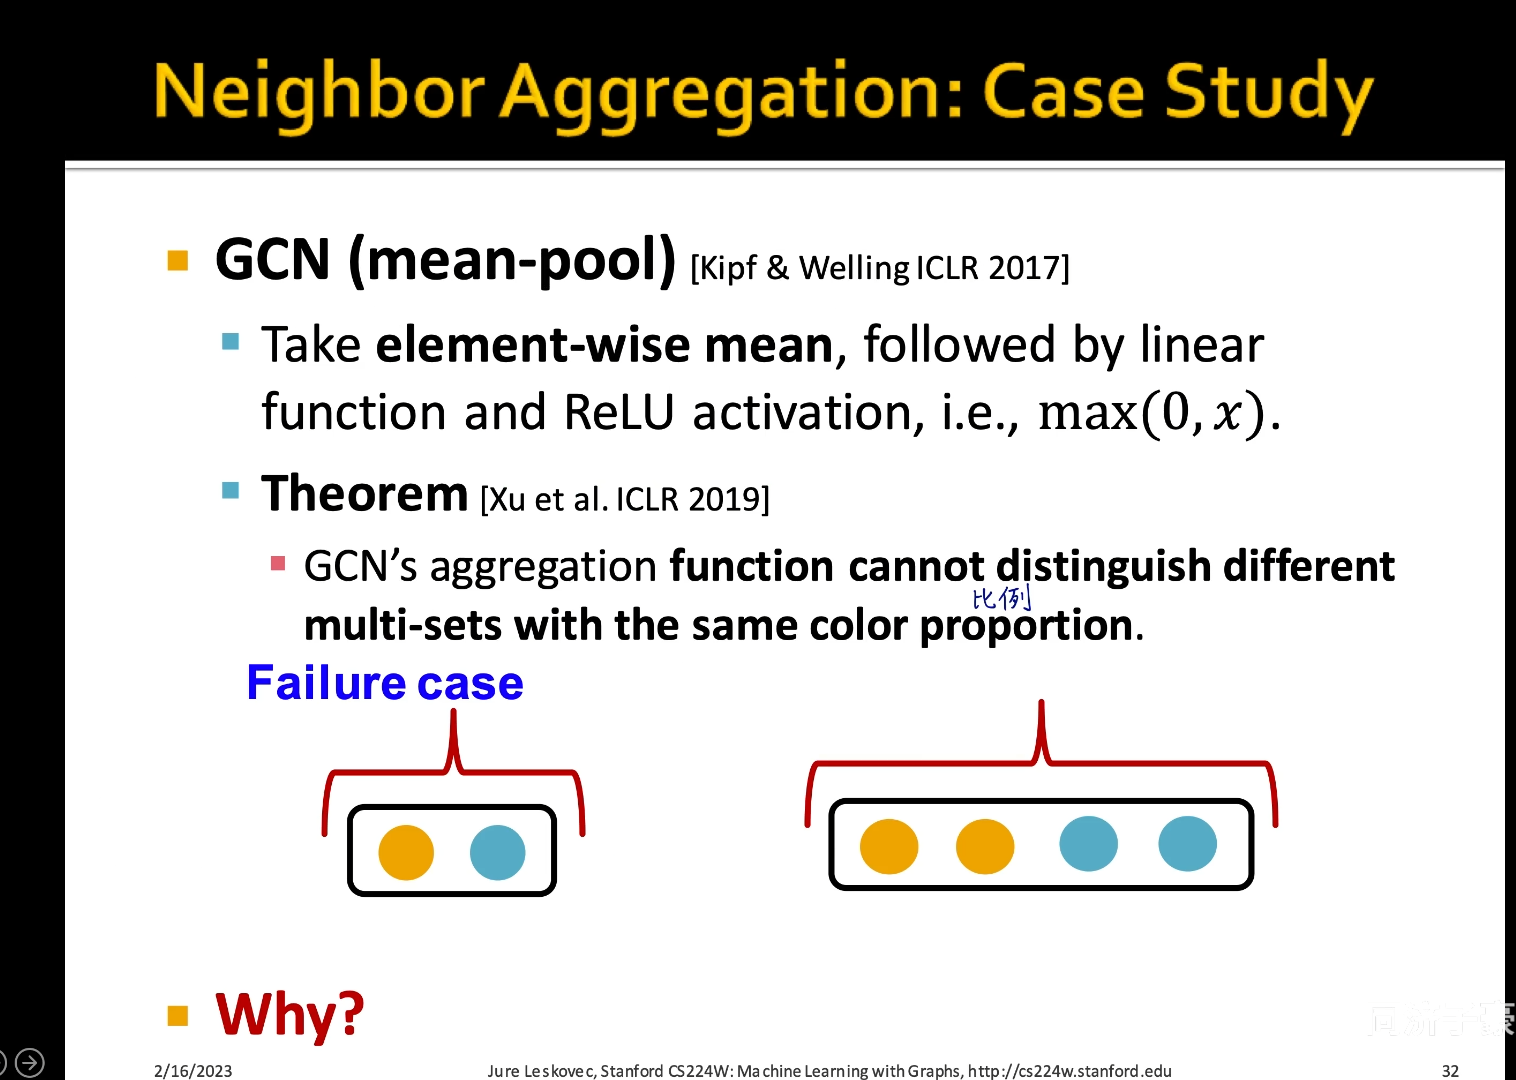 Neighbor Aggregation: Case Study
GCN (mean-pool) [Kipf & Welling ICLR 2017]
Take element-wise mean, followed by linear
function and ReLU activation, i.e., max(0, x).
Theorem [Xu et al. ICLR 2019]
GCN's aggregation function cannot distinguish different
比例
multi-sets with the same color proportion.
Failure case
Why?
2/16/2023
Jure Leskovec, Stanford CS224W: Machine Learning with Graphs, http://cs224w.stanford.edu
32